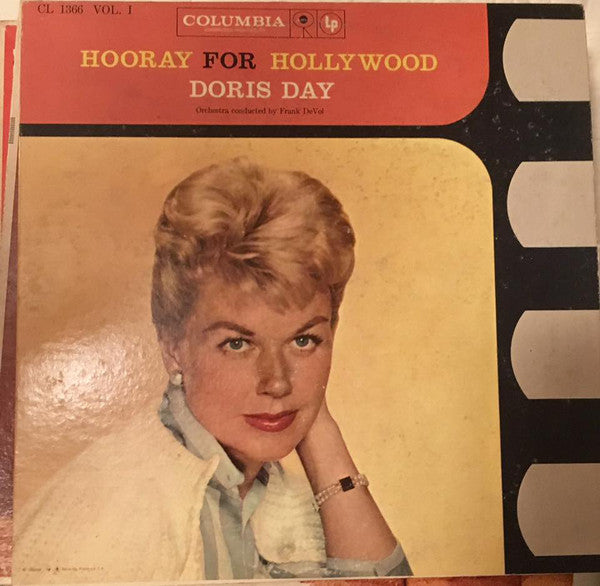 CL 1366 VOL. I
COLUMBIA
Lp
HOORAY FOR HOLLYWOOD
DORIS DAY
Orchestra conducted by Frank DeVol